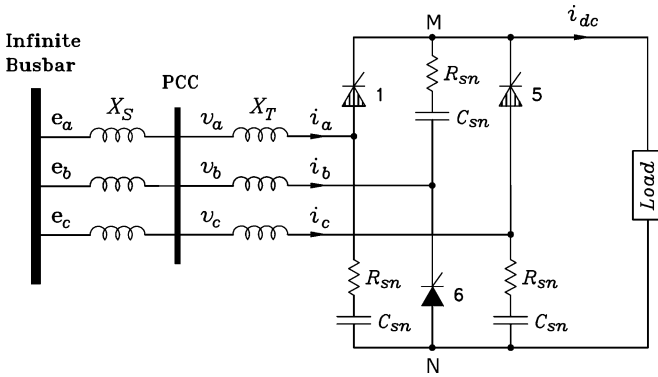 Infinite
Busbar
PCC
M
i_dc
e_a X_S v_a X_T i_a
1
R_sn
C_sn
5
e_b v_b i_b
e_c v_c i_c
Load
R_sn
C_sn
6
R_sn
C_sn
N